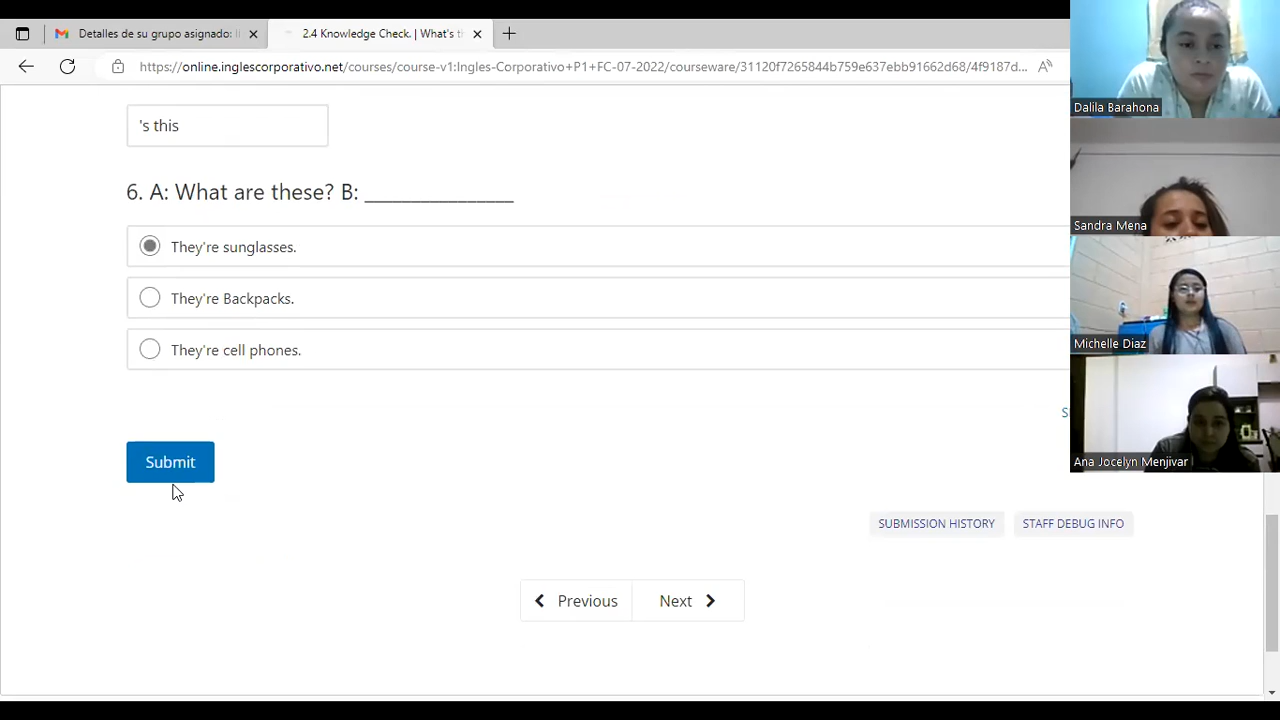 Detalles de su grupo asignado: I
2.4 Knowledge Check. | What's th
https://online.inglescorporativo.net/courses/course-v1:Ingles-Corporativo+P1+FC-07-2022/courseware/31120f7265844b759e637ebb91662d68/4f9187d...
's this
6. A: What are these? B: ________________
They're sunglasses.
They're Backpacks.
They're cell phones.
S
Submit
SUBMISSION HISTORY
STAFF DEBUG INFO
Previous
Next
Dalila Barahona
Sandra Mena
Michelle Diaz
Ana Jocelyn Menjivar